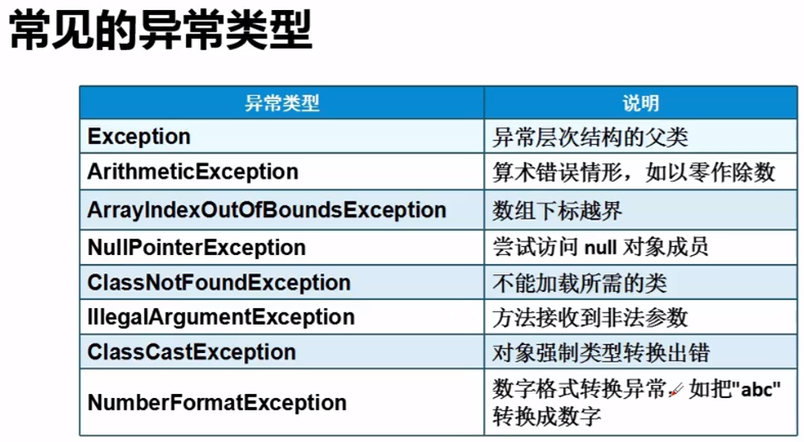 常见的异常类型
异常类型 说明
Exception 异常层次结构的父类
ArithmeticException 算术错误情形，如以零作除数
ArrayIndexOutOfBoundsException 数组下标越界
NullPointerException 尝试访问 null 对象成员
ClassNotFoundException 不能加载所需的类
IllegalArgumentException 方法接收到非法参数
ClassCastException 对象强制类型转换出错
NumberFormatException 数字格式转换异常，如把"abc"
转换成数字